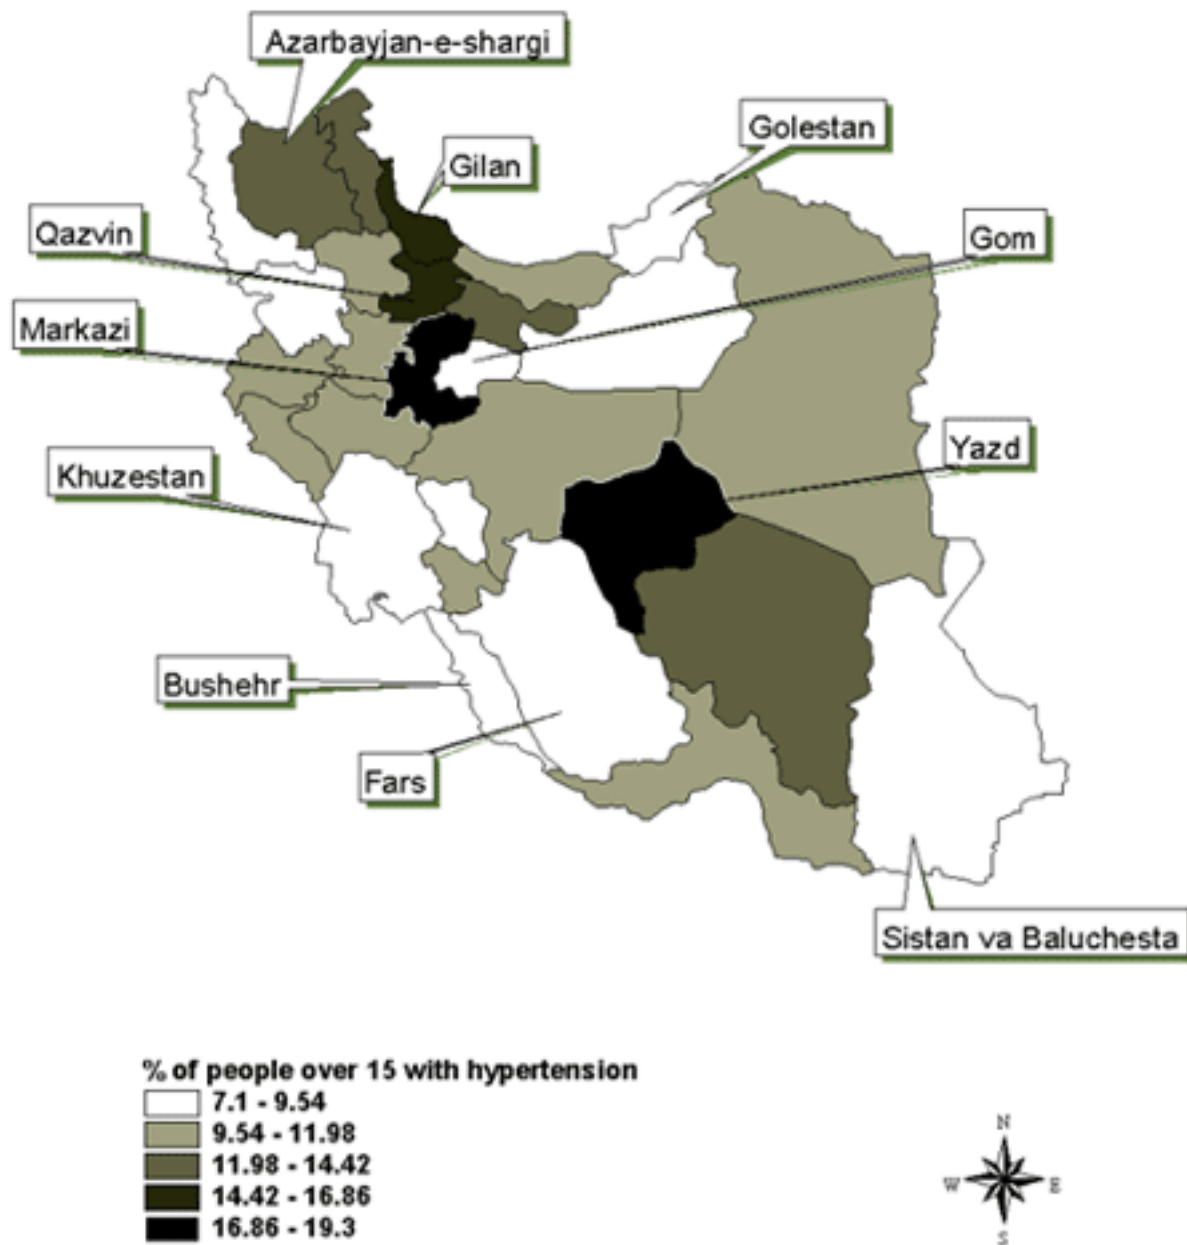 Azarbayjan-e-shargi
Golestan
Gilan
Qazvin
Gom
Markazi
Yazd
Khuzestan
Bushehr
Fars
Sistan va Baluchesta
% of people over 15 with hypertension
7.1 - 9.54
9.54 - 11.98
11.98 - 14.42
14.42 - 16.86
16.86 - 19.3
N
W E
S